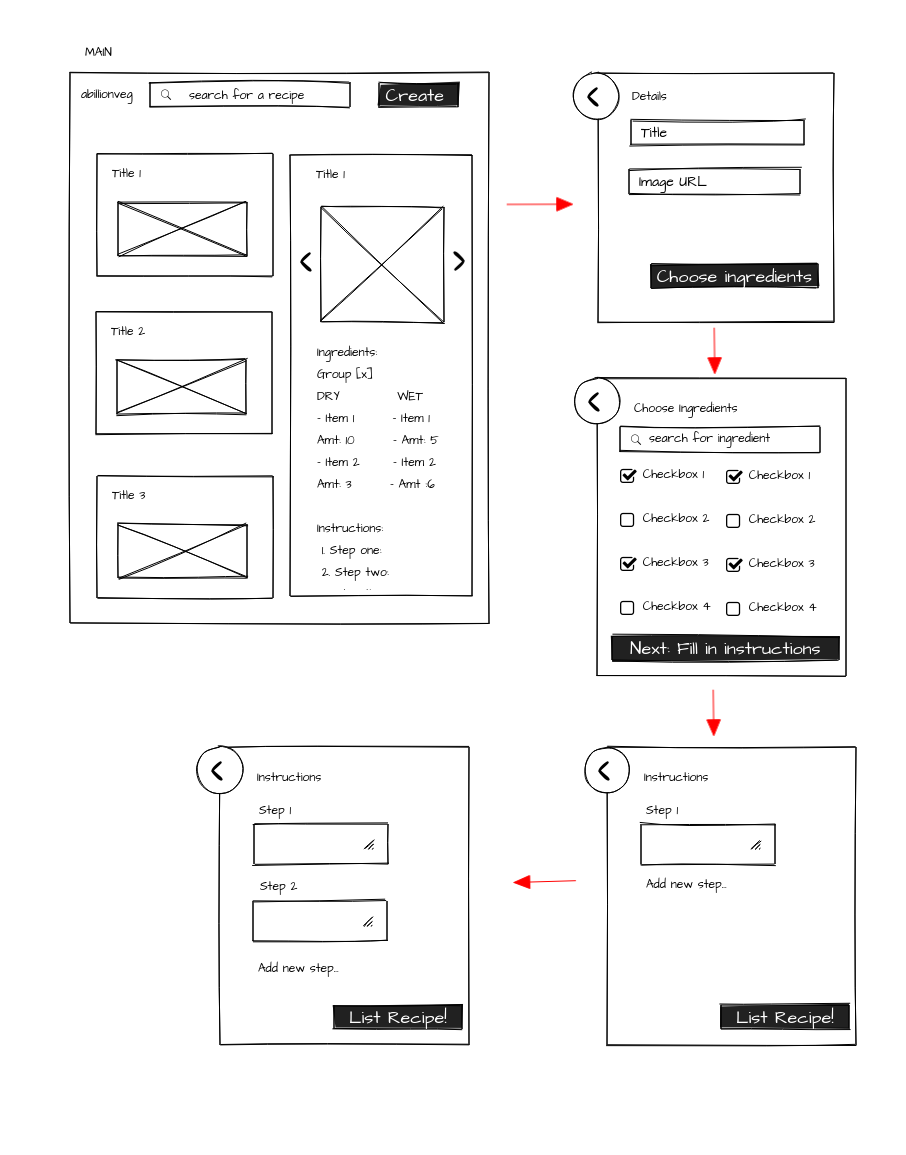 MAIN
abillionveg
search for a recipe
Create
Title 1
Title 2
Title 3
Title 1
Ingredients:
Group [x]
DRY WET
- Item 1 - Item 1
Amt: 10 - Amt: 5
- Item 2 - Item 2
Amt: 3 - Amt :6
Instructions:
1. Step one:
2. Step two:
Details
Title
Image URL
Choose ingredients
Choose Ingredients
search for ingredient
Checkbox 1 Checkbox 1
Checkbox 2 Checkbox 2
Checkbox 3 Checkbox 3
Checkbox 4 Checkbox 4
Next: Fill in instructions
Instructions
Step 1
Add new step...
List Recipe!
Instructions
Step 1
Step 2
Add new step...
List Recipe!